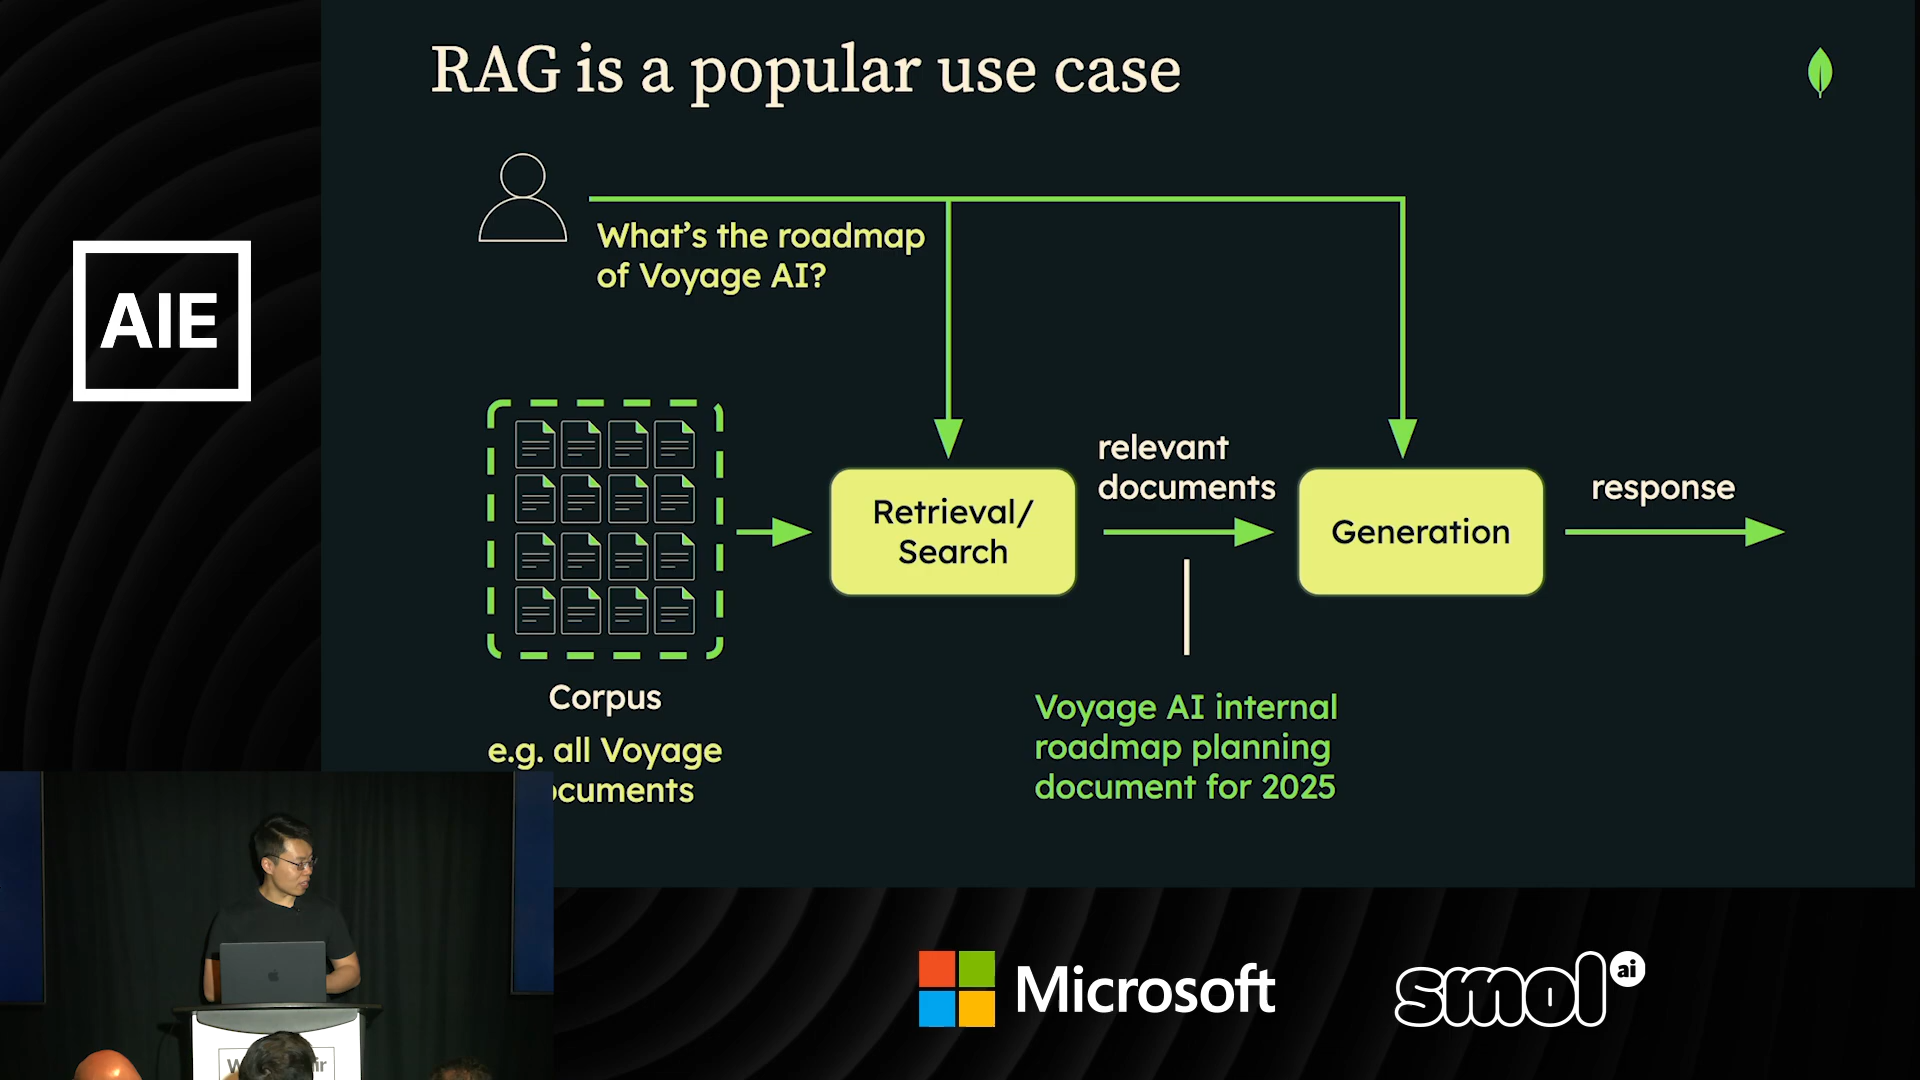 RAG is a popular use case
What's the roadmap
of Voyage AI?
AIE
relevant
documents
response
Retrieval/
Search
Generation
Corpus
e.g. all Voyage
Voyage AI internal
roadmap planning
document for 2025
Microsoft
smol ai